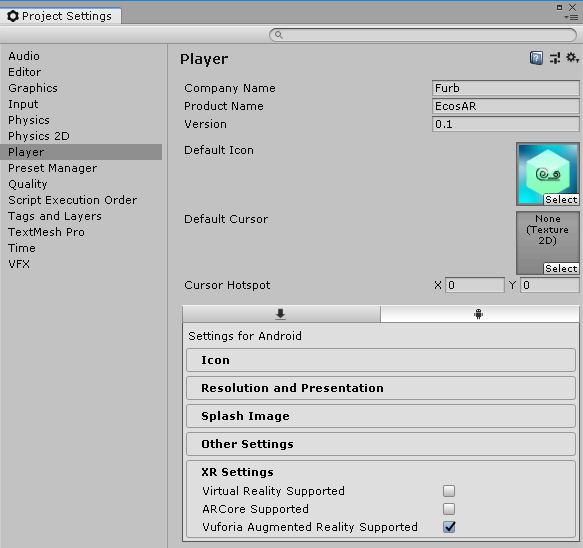 Project Settings
Audio
Editor
Graphics
Input
Physics
Physics 2D
Player
Preset Manager
Quality
Script Execution Order
Tags and Layers
TextMesh Pro
Time
VFX
Player
Company Name Furb
Product Name EcosAR
Version 0.1
Default Icon
Select
Default Cursor
None
(Texture
2D)
Select
Cursor Hotspot X 0 Y 0
Settings for Android
Icon
Resolution and Presentation
Splash Image
Other Settings
XR Settings
Virtual Reality Supported
ARCore Supported
Vuforia Augmented Reality Supported